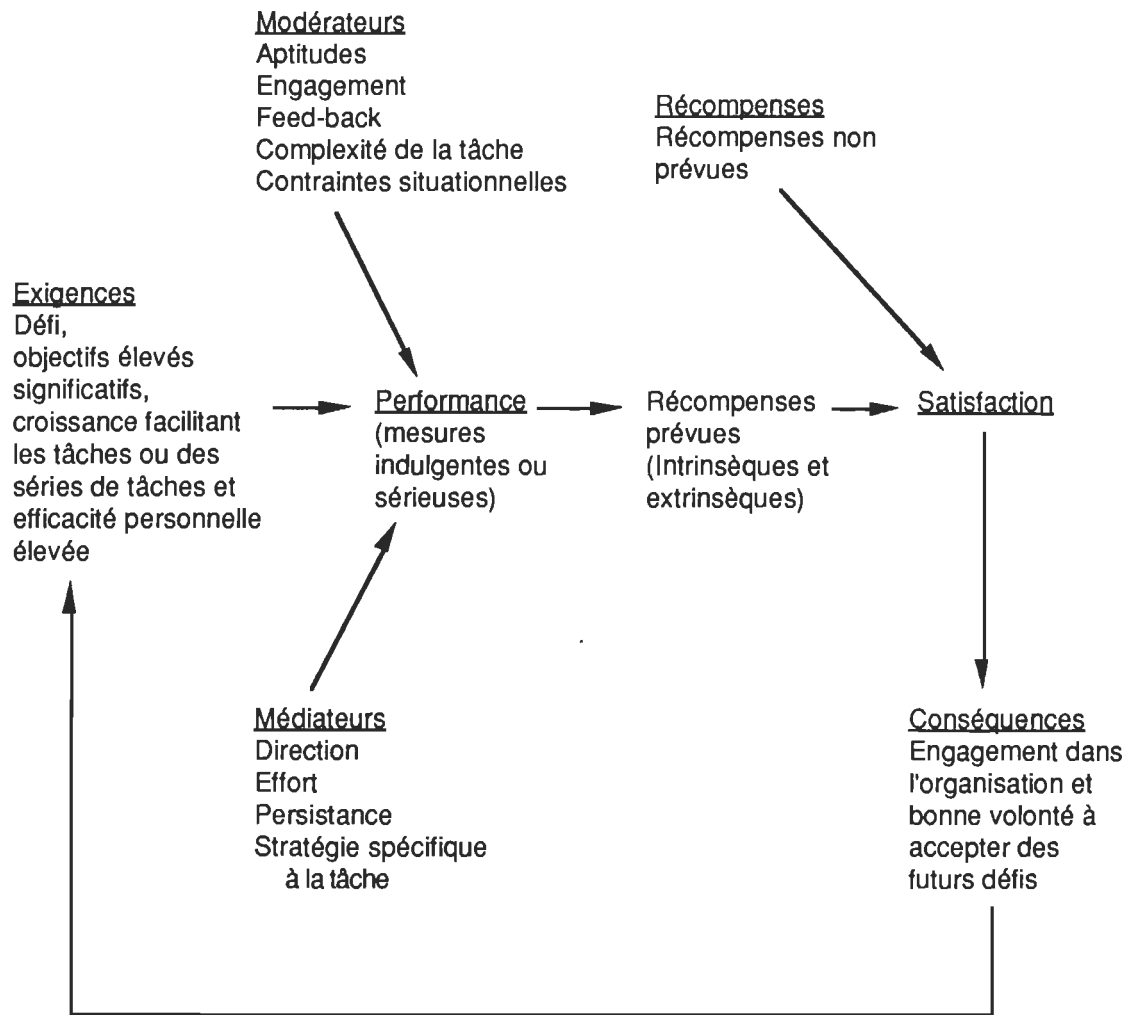 Modérateurs
Aptitudes
Engagement
Feed-back
Complexité de la tâche
Contraintes situationnelles
Récompenses
Récompenses non
prévues
Exigences
Défi,
objectifs élevés
significatifs,
croissance facilitant
les tâches ou des
séries de tâches et
efficacité personnelle
élevée
Performance
(mesures
indulgentes ou
sérieuses)
Récompenses
prévues
(Intrinsèques et
extrinsèques)
Satisfaction
Médiateurs
Direction
Effort
Persistance
Stratégie spécifique
à la tâche
Conséquences
Engagement dans
l'organisation et
bonne volonté à
accepter des
futurs défis